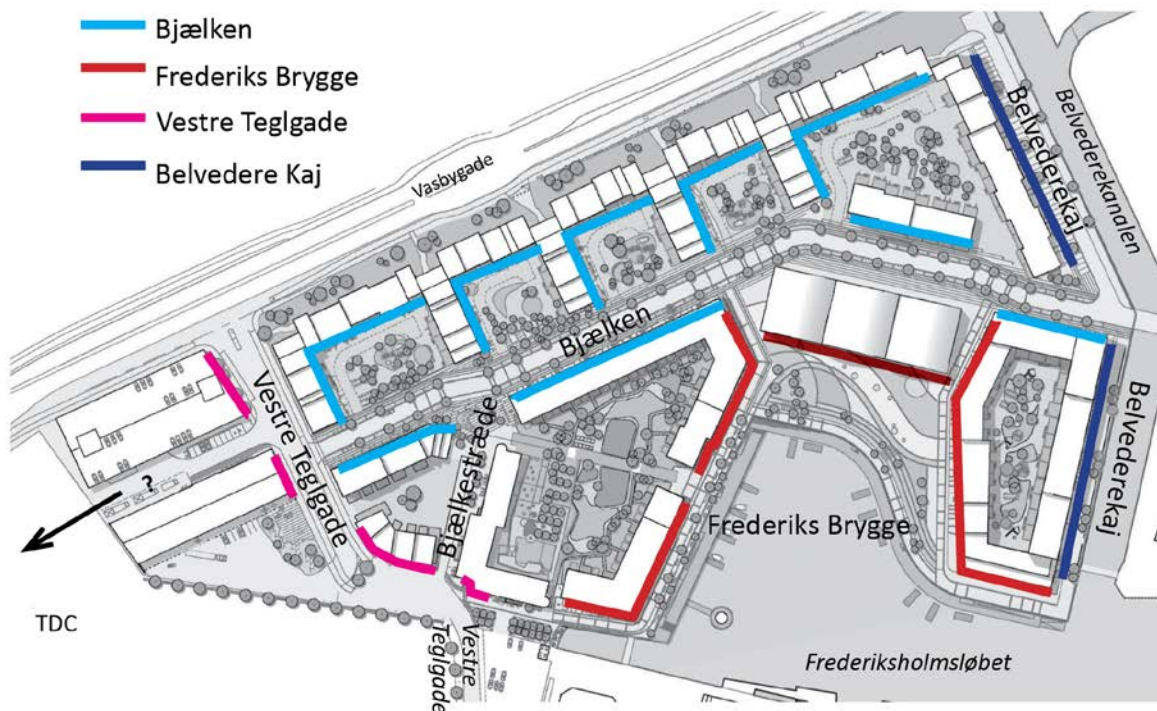 Bjælken
Frederiks Brygge
Vestre Teglgade
Belvedere Kaj
Vasbygade
Belvederekaj
Belvederekanalen
Bjælken
Vestre Teglgade
Bjælkestræde
?
Frederiks Brygge
Belvederekaj
TDC
Vestre
Teglgade
Frederiksholmsløbet